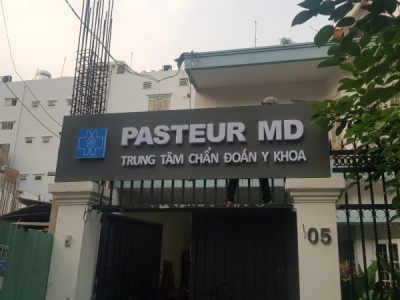 PASTEUR MD
TRUNG TÂM CHẨN ĐOÁN Y KHOA
05